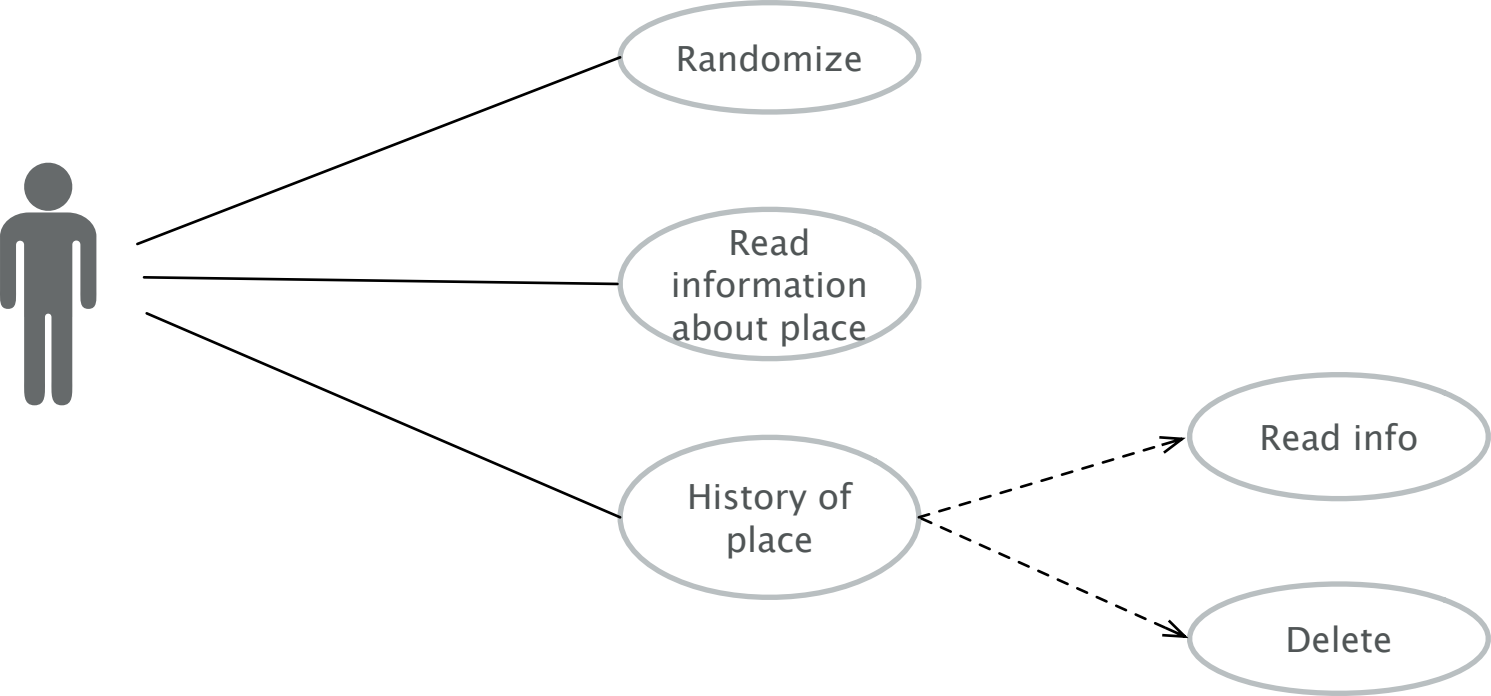 Randomize
Read
information
about place
History of
place
Read info
Delete